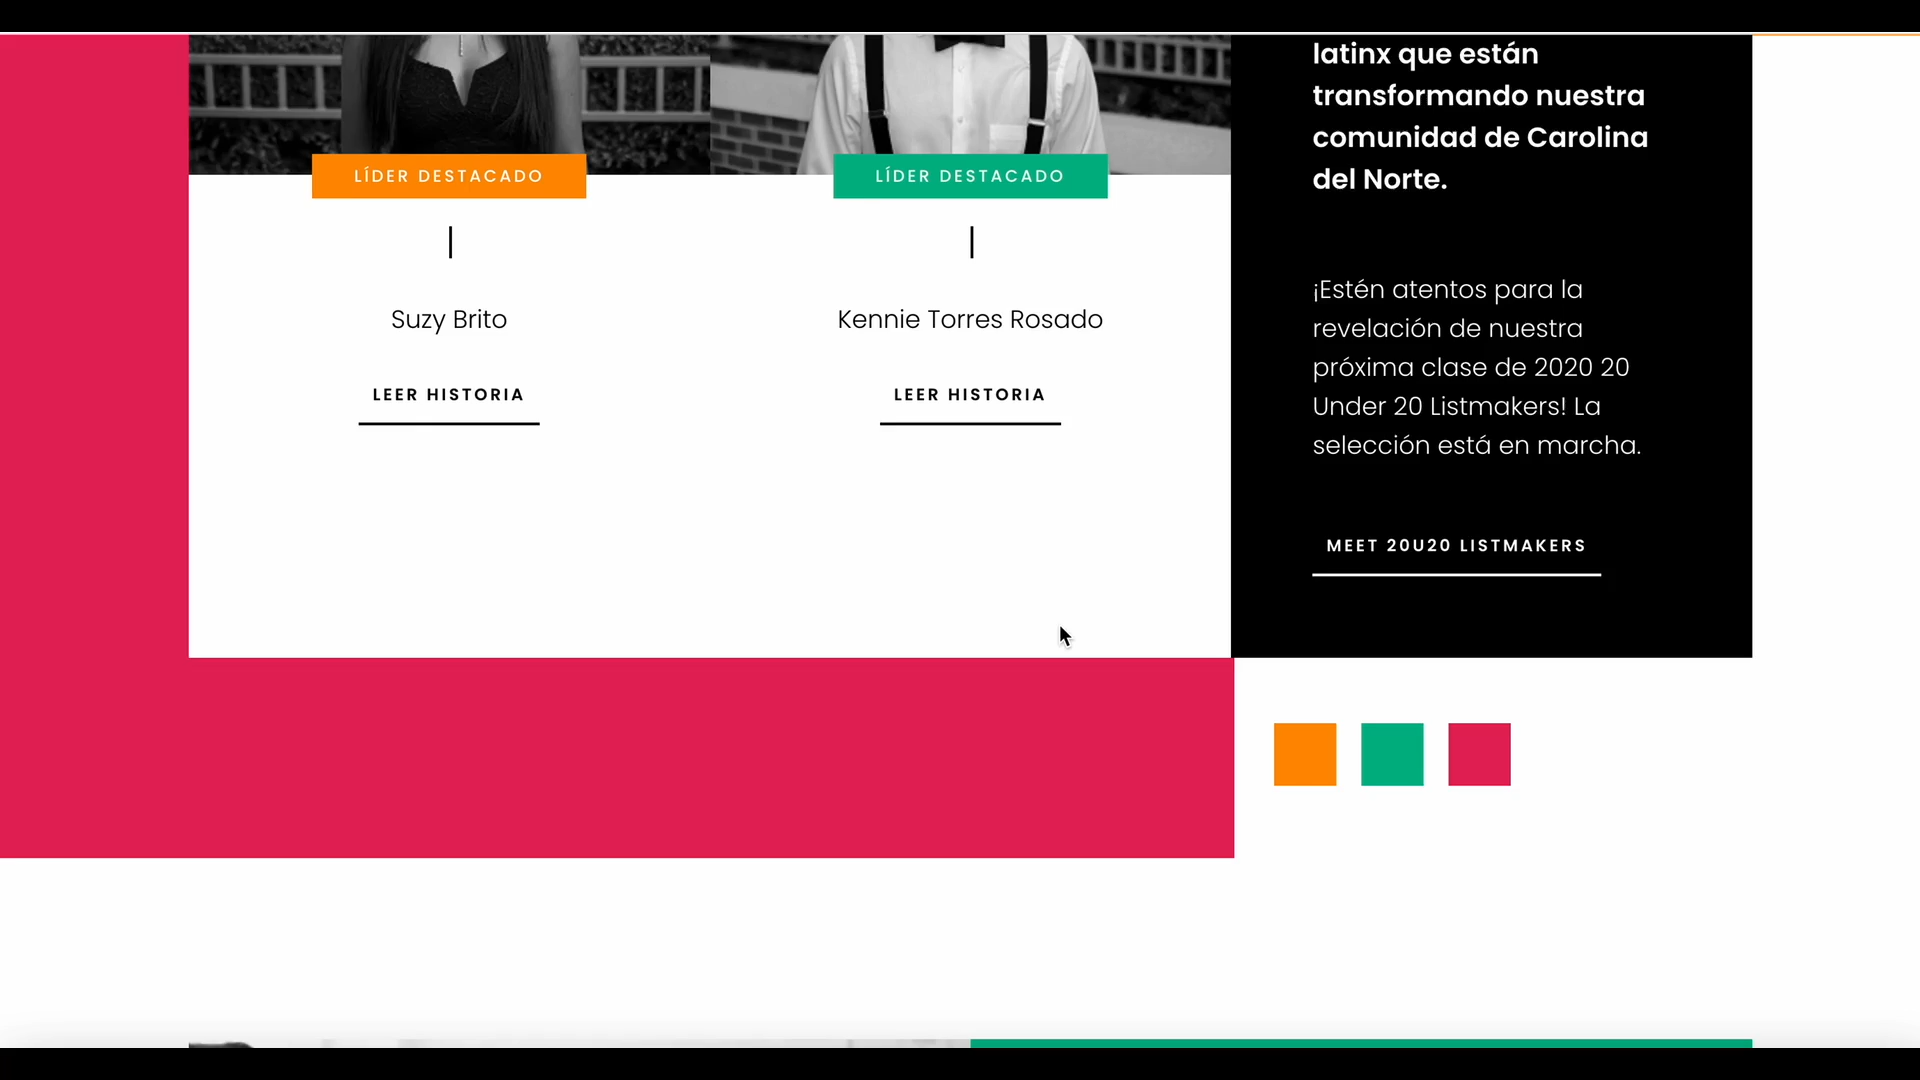 LÍDER DESTACADO
Suzy Brito
LEER HISTORIA
LÍDER DESTACADO
Kennie Torres Rosado
LEER HISTORIA
latinx que están
transformando nuestra
comunidad de Carolina
del Norte.
¡Estén atentos para la
revelación de nuestra
próxima clase de 2020 20
Under 20 Listmakers! La
selección está en marcha.
MEET 20U20 LISTMAKERS